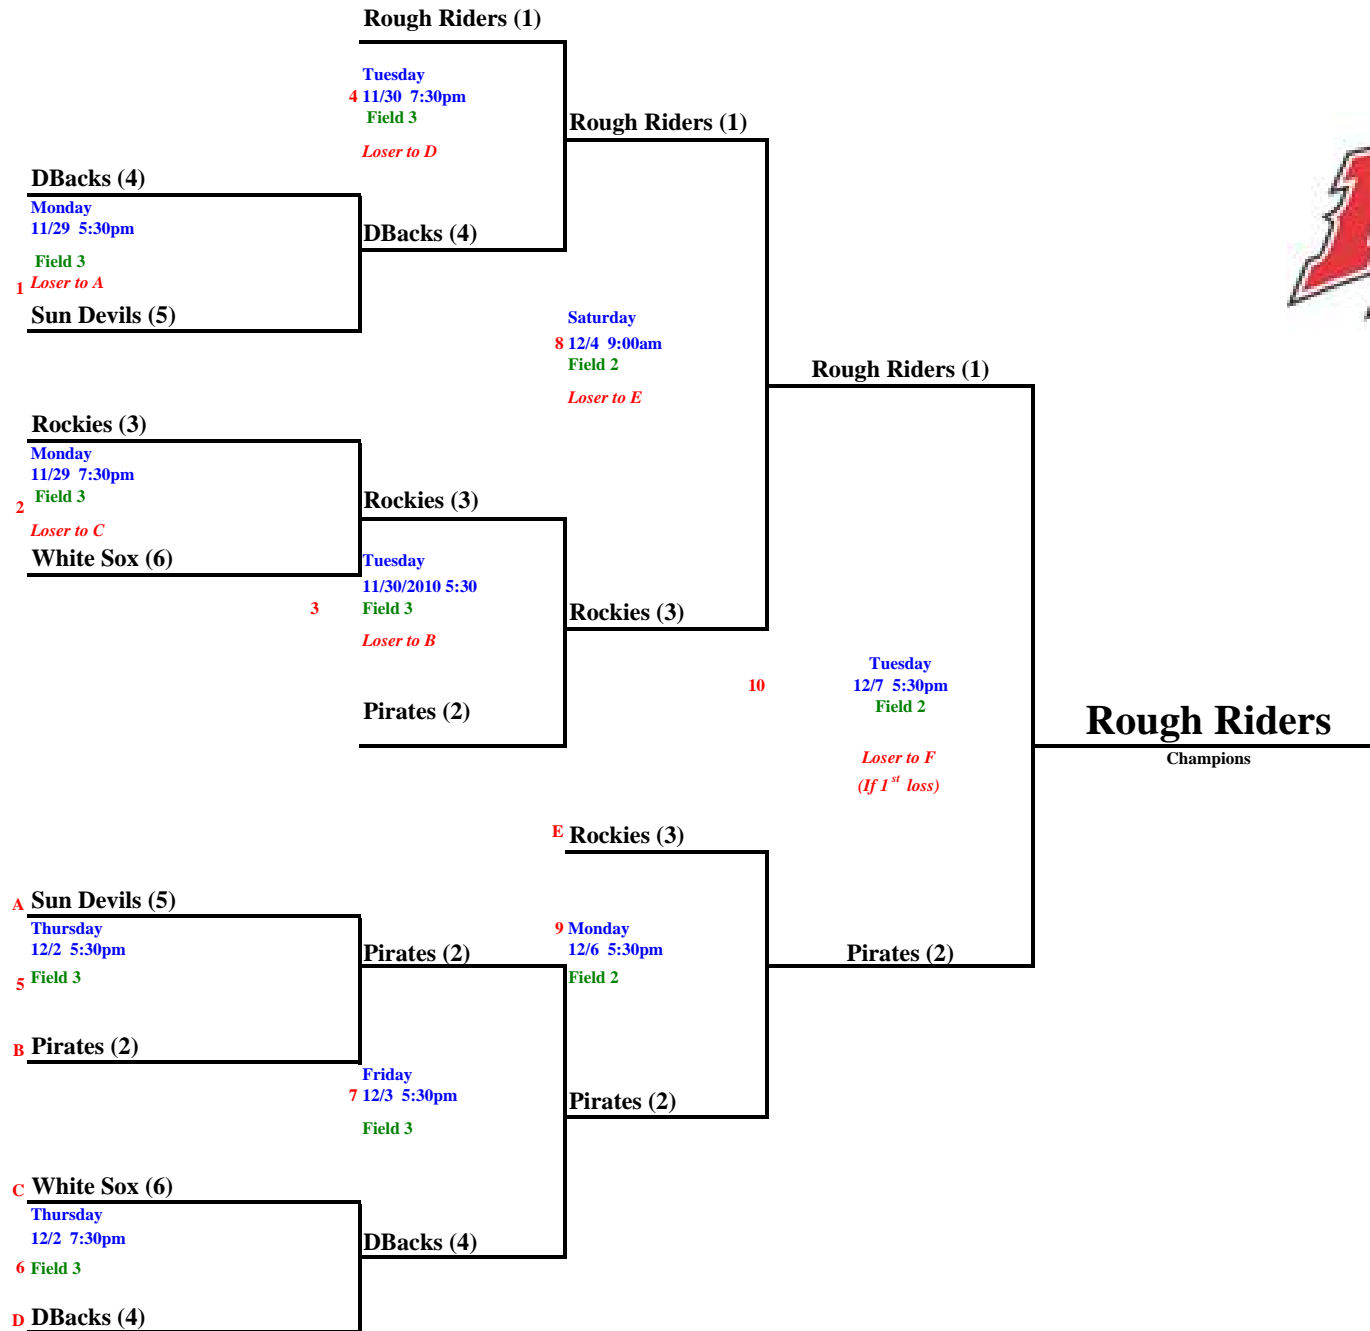 Rough Riders (1)
Tuesday
4 11/30 7:30pm
Field 3
Loser to D
Rough Riders (1)
DBacks (4)
Monday
11/29 5:30pm
Field 3
1 Loser to A
Sun Devils (5)
DBacks (4)
Saturday
8 12/4 9:00am
Field 2
Loser to E
Rough Riders (1)
Rockies (3)
Monday
11/29 7:30pm
Field 3
2
Loser to C
White Sox (6)
Rockies (3)
Tuesday
11/30/2010 5:30
3 Field 3
Loser to B
Rockies (3)
Pirates (2)
Tuesday
10 12/7 5:30pm
Field 2
Loser to F
(If 1st loss)
Rough Riders
Champions
E Rockies (3)
A Sun Devils (5)
Thursday
12/2 5:30pm
5 Field 3
B Pirates (2)
Pirates (2)
9 Monday
12/6 5:30pm
Field 2
Pirates (2)
Friday
7 12/3 5:30pm
Field 3
Pirates (2)
C White Sox (6)
Thursday
12/2 7:30pm
6 Field 3
D DBacks (4)
DBacks (4)